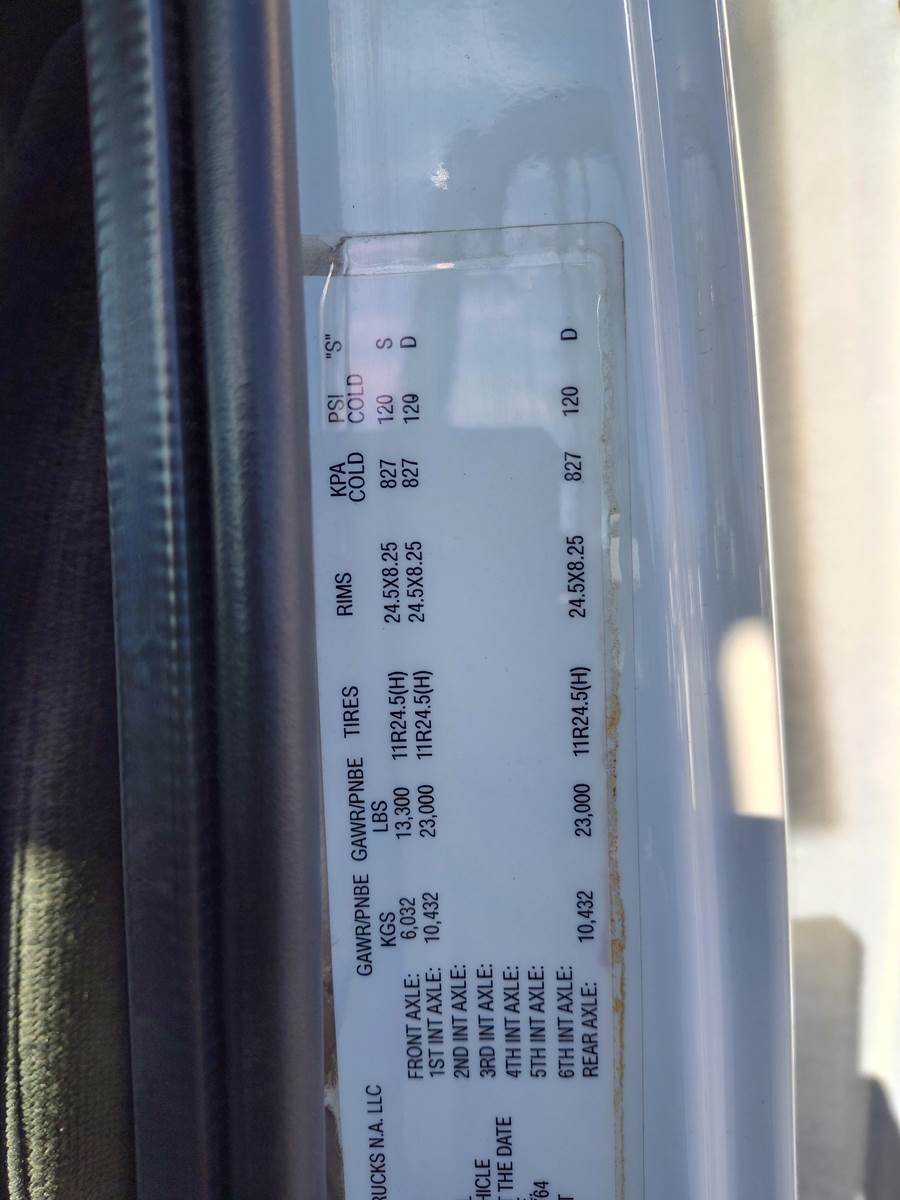 RUCKS N.A. LLC
HICLE
THE DATE
64
GAWR/PNBE GAWR/PNBE TIRES RIMS KPA PSI "S"
KGS LBS COLD COLD
FRONT AXLE: 6,032 13,300 11R24.5(H) 24.5X8.25 827 120 S
1ST INT AXLE: 10,432 23,000 11R24.5(H) 24.5X8.25 827 120 D
2ND INT AXLE:
3RD INT AXLE:
4TH INT AXLE:
5TH INT AXLE:
6TH INT AXLE:
REAR AXLE: 10,432 23,000 11R24.5(H) 24.5X8.25 827 120 D